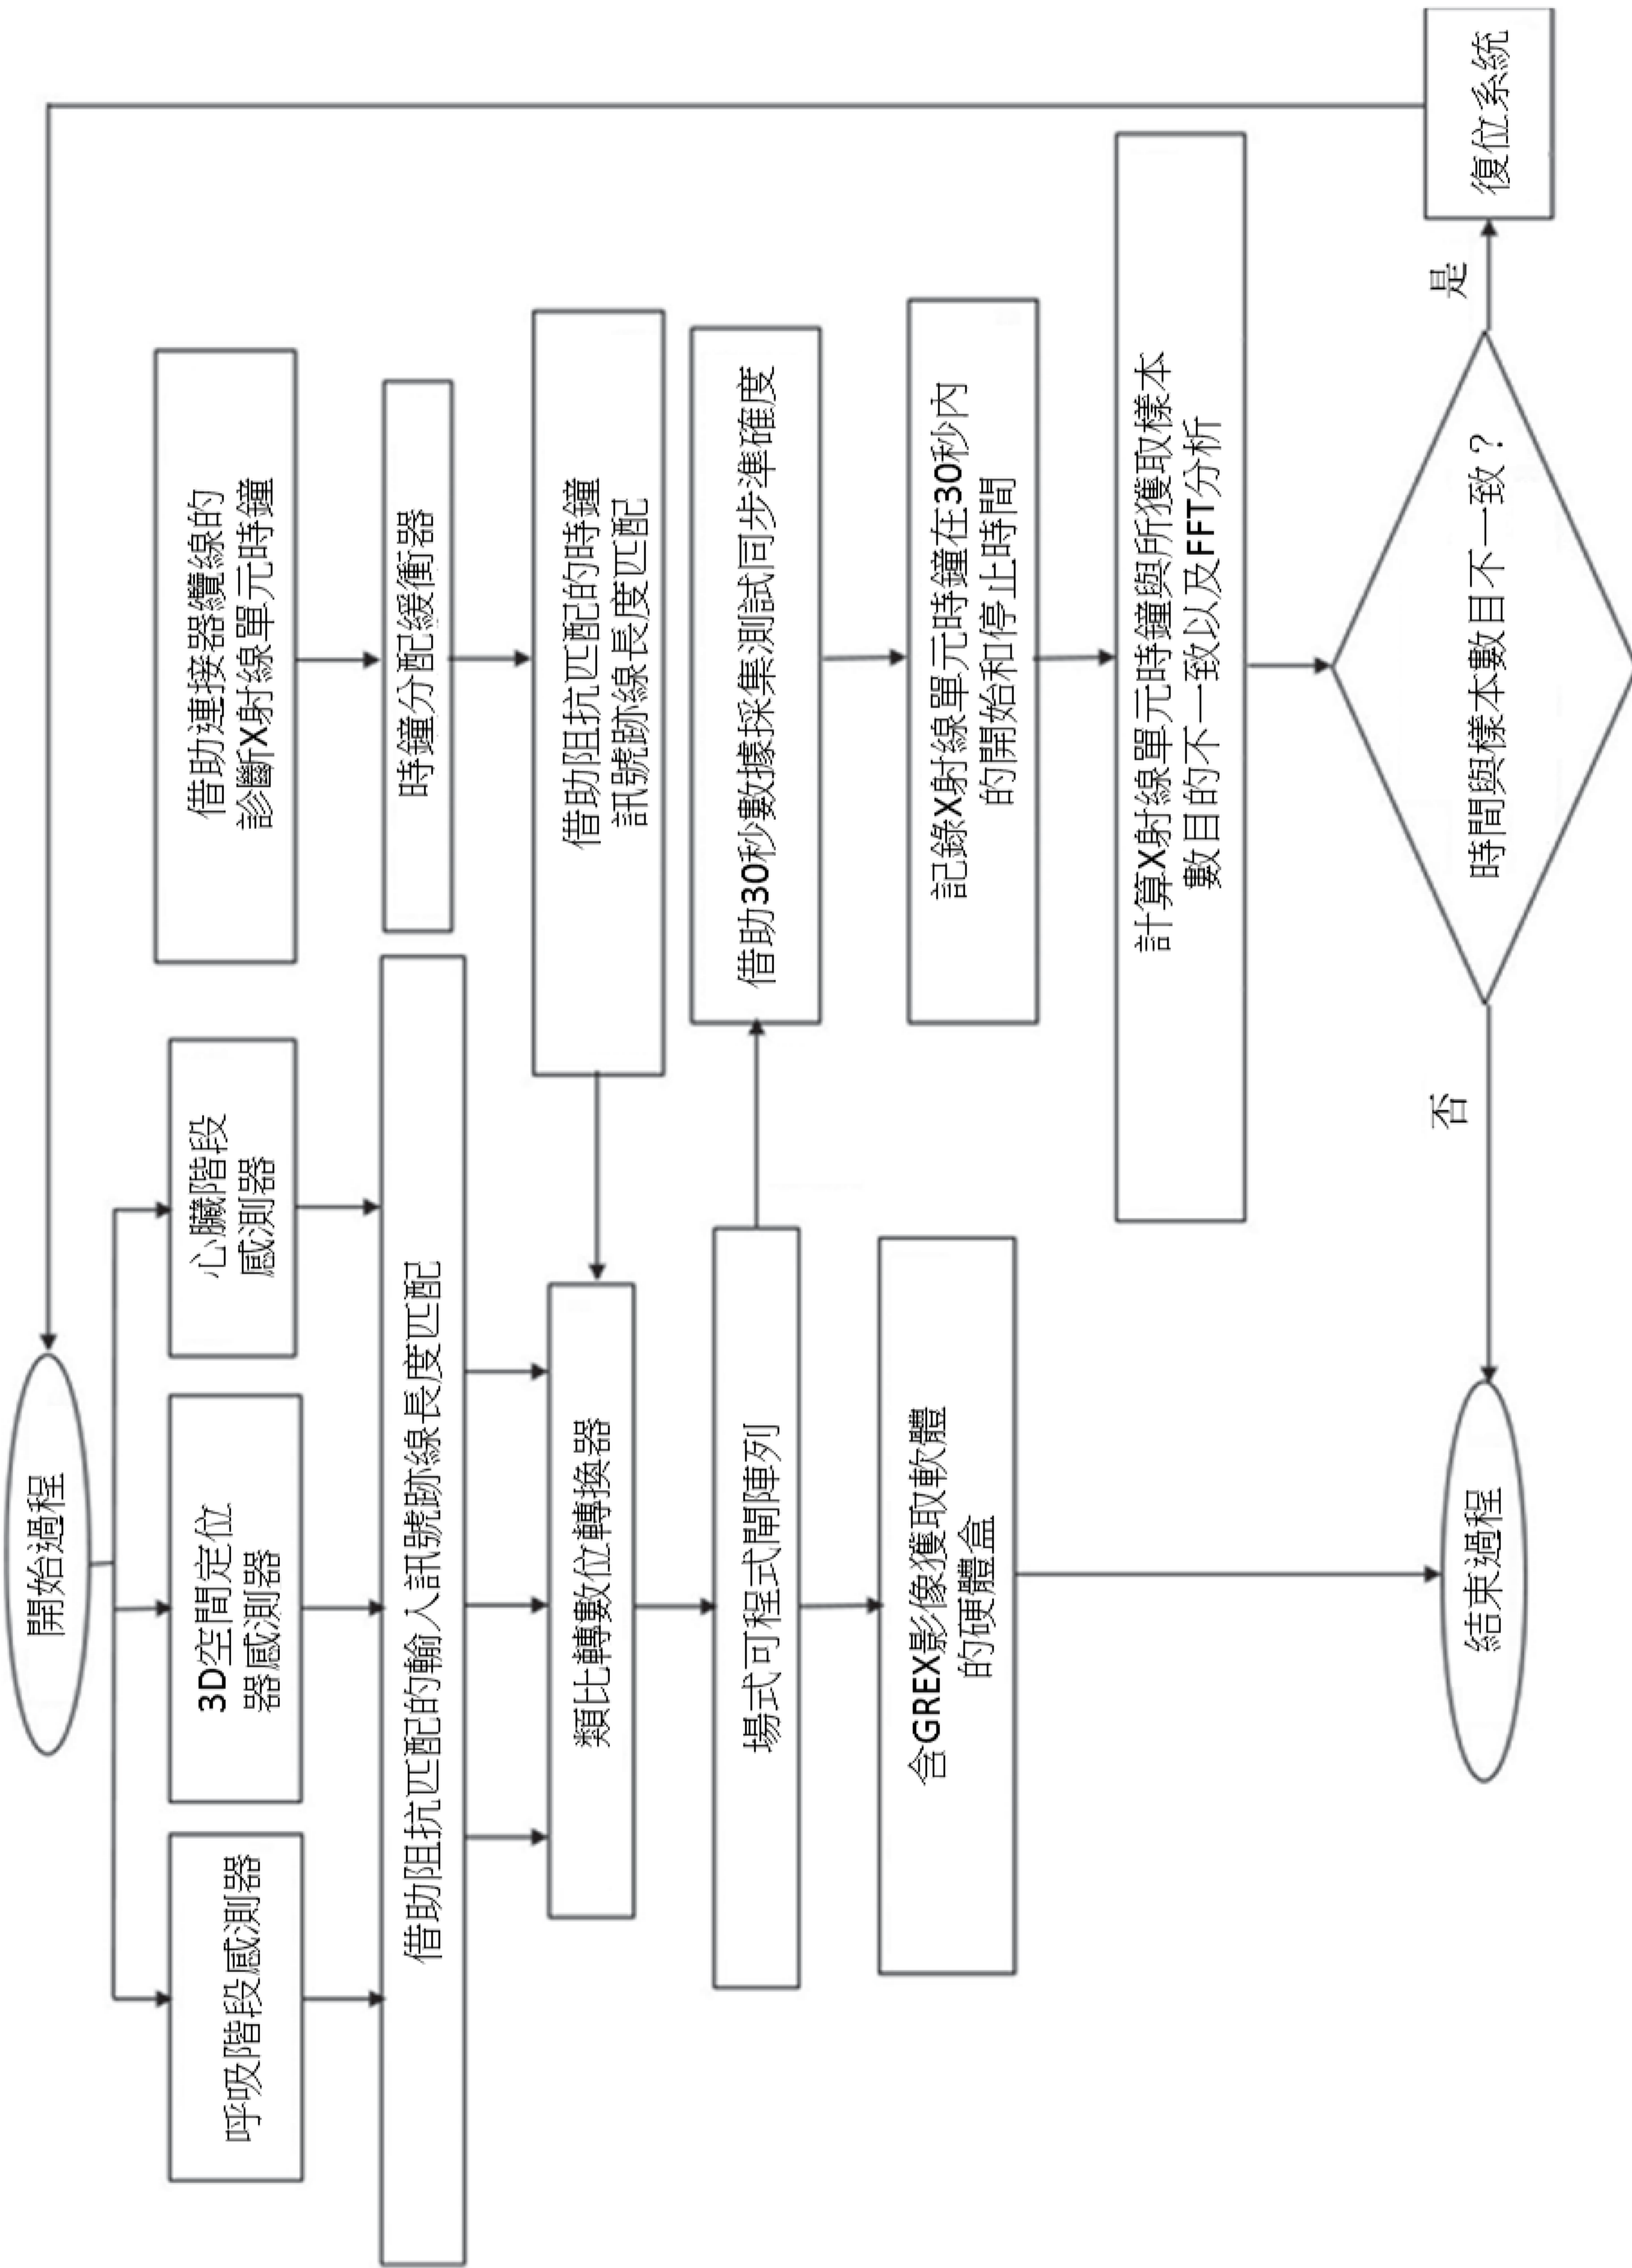 開始過程
呼吸階段感測器
3D空間定位
器感測器
心臟階段
感測器
借助連接器纜線的
診斷X射線單元時鐘
借助阻抗匹配的輸入訊號跡線長度匹配
時鐘分配緩衝器
類比轉數位轉換器
借助阻抗匹配的時鐘
訊號跡線長度匹配
場式可程式閘陣列
借助30秒數據採集測試同步準確度
含GREX影像獲取軟體
的硬體盒
記錄X射線單元時鐘在30秒內
的開始和停止時間
計算X射線單元時鐘與所獲取樣本
數目的不一致以及FFT分析
否
是
結束過程
時間與樣本數目不一致？
復位系統